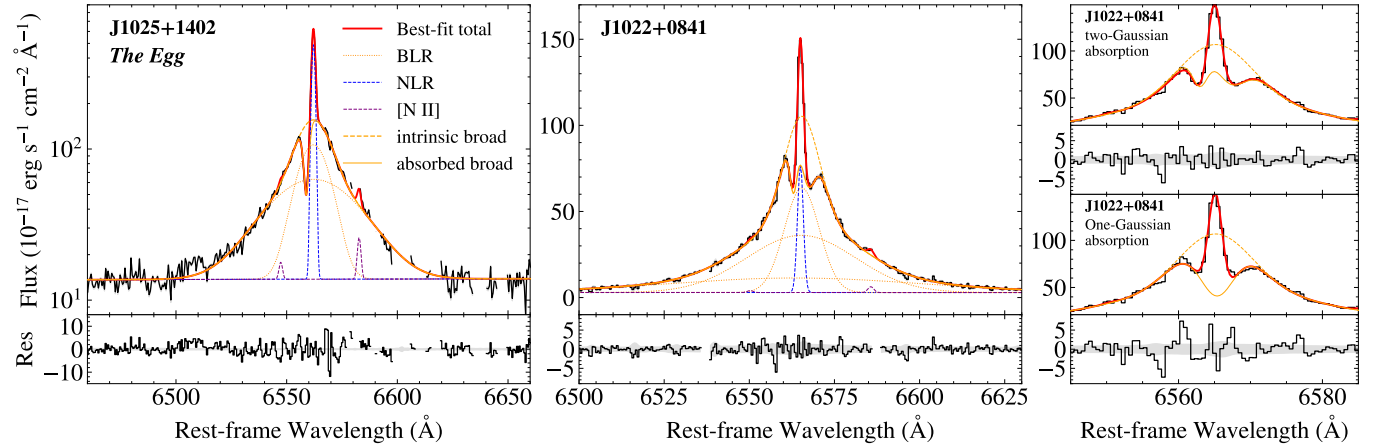 J1025+1402
The Egg
Best-fit total
BLR
NLR
[N II]
intrinsic broad
absorbed broad
Flux (10⁻¹⁷ erg s⁻¹ cm⁻² Å⁻¹)
10²
10¹
Res
10
0
−10
6500
6550
6600
6650
Rest-frame Wavelength (Å)
J1022+0841
150
100
50
0
5
0
−5
6500
6525
6550
6575
6600
6625
Rest-frame Wavelength (Å)
J1022+0841
two-Gaussian
absorption
100
50
5
0
−5
J1022+0841
One-Gaussian
absorption
100
50
5
0
−5
6560
6580
Rest-frame Wavelength (Å)